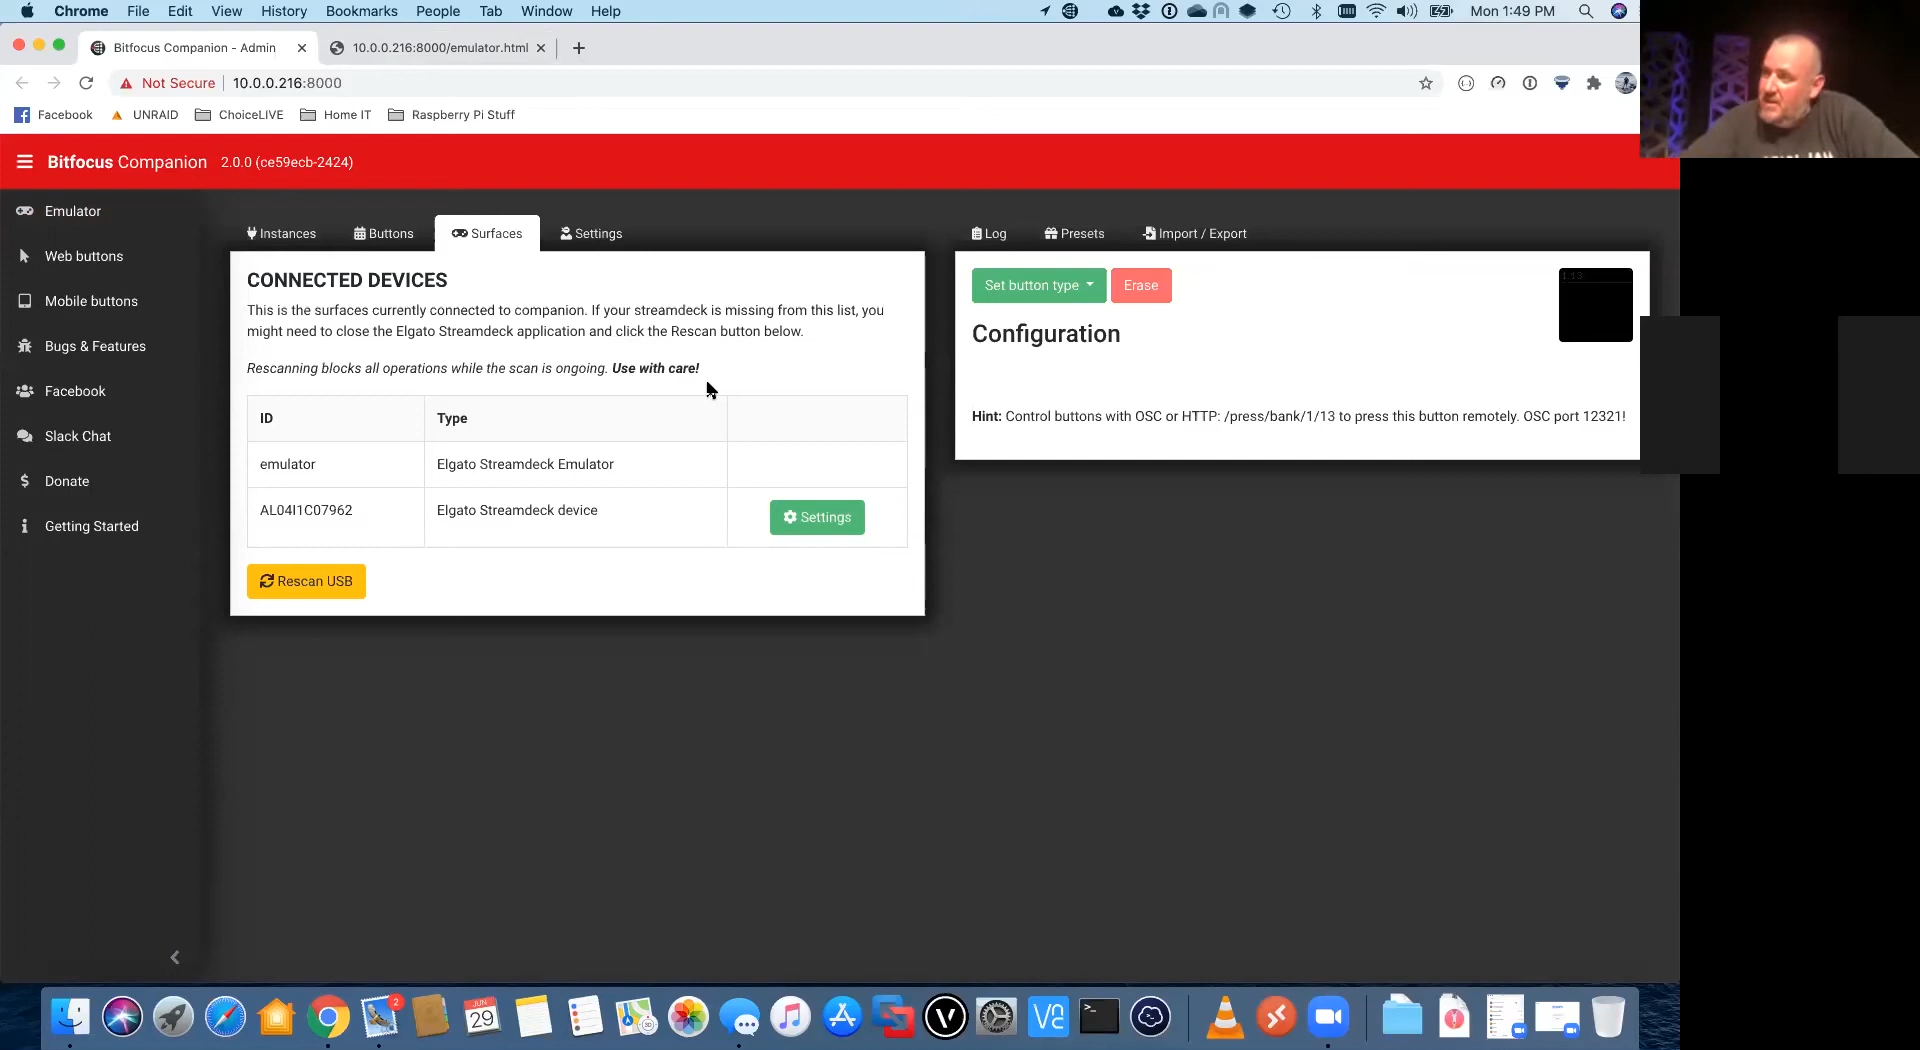 Chrome File Edit View History Bookmarks People Tab Window Help Mon 1:49 PM
Bitfocus Companion - Admin 10.0.0.216:8000/emulator.html
Not Secure 10.0.0.216:8000
Facebook UNRAID ChoiceLIVE Home IT Raspberry Pi Stuff
Bitfocus Companion 2.0.0 (ce59ecb-2424)
Emulator
Web buttons
Mobile buttons
Bugs & Features
Facebook
Slack Chat
Donate
Getting Started
Instances Buttons Surfaces Settings
CONNECTED DEVICES
This is the surfaces currently connected to companion. If your streamdeck is missing from this list, you
might need to close the Elgato Streamdeck application and click the Rescan button below.
Rescanning blocks all operations while the scan is ongoing. Use with care!
ID Type
emulator Elgato Streamdeck Emulator
AL04I1C07962 Elgato Streamdeck device Settings
Rescan USB
Log Presets Import / Export
Set button type Erase
1.13
Configuration
Hint: Control buttons with OSC or HTTP: /press/bank/1/13 to press this button remotely. OSC port 12321!
2
JUN
29
3D